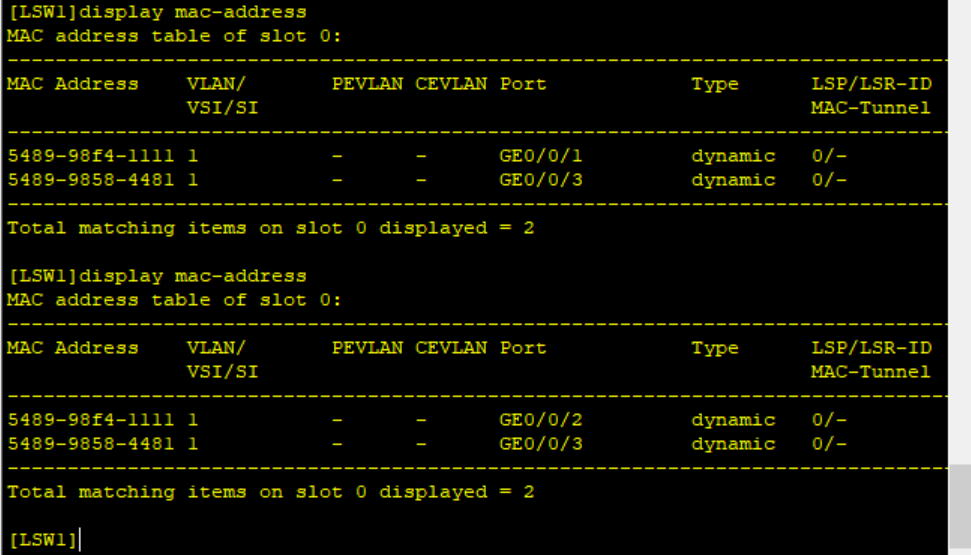 [LSW1]display mac-address
MAC address table of slot 0:
-------------------------------------------------------------------------------
MAC Address    VLAN/       PEVLAN CEVLAN Port            Type      LSP/LSR-ID
               VSI/SI                                              MAC-Tunnel
-------------------------------------------------------------------------------
5489-98f4-1111 1           -      -      GE0/0/1         dynamic   0/-
5489-9858-4481 1           -      -      GE0/0/3         dynamic   0/-
-------------------------------------------------------------------------------
Total matching items on slot 0 displayed = 2
[LSW1]display mac-address
MAC address table of slot 0:
-------------------------------------------------------------------------------
MAC Address    VLAN/       PEVLAN CEVLAN Port            Type      LSP/LSR-ID
               VSI/SI                                              MAC-Tunnel
-------------------------------------------------------------------------------
5489-98f4-1111 1           -      -      GE0/0/2         dynamic   0/-
5489-9858-4481 1           -      -      GE0/0/3         dynamic   0/-
-------------------------------------------------------------------------------
Total matching items on slot 0 displayed = 2
[LSW1]